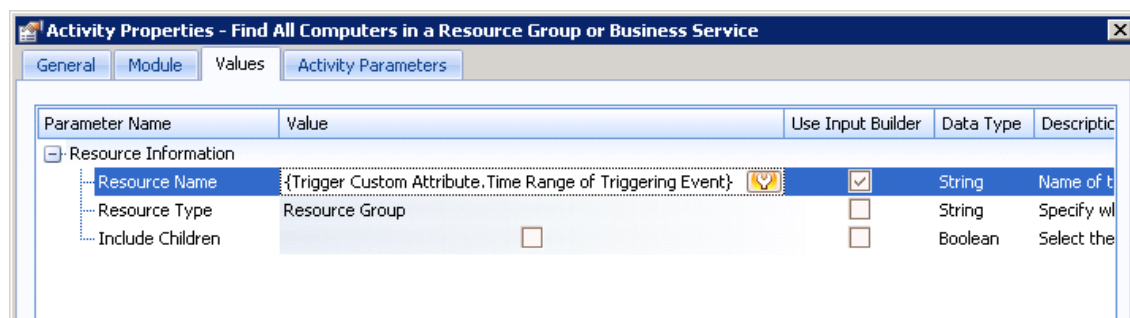 Activity Properties - Find All Computers in a Resource Group or Business Service
General Module Values Activity Parameters
Parameter Name Value Use Input Builder Data Type Descriptic
Resource Information
Resource Name {Trigger Custom Attribute.Time Range of Triggering Event} String Name of t
Resource Type Resource Group String Specify wl
Include Children Boolean Select the